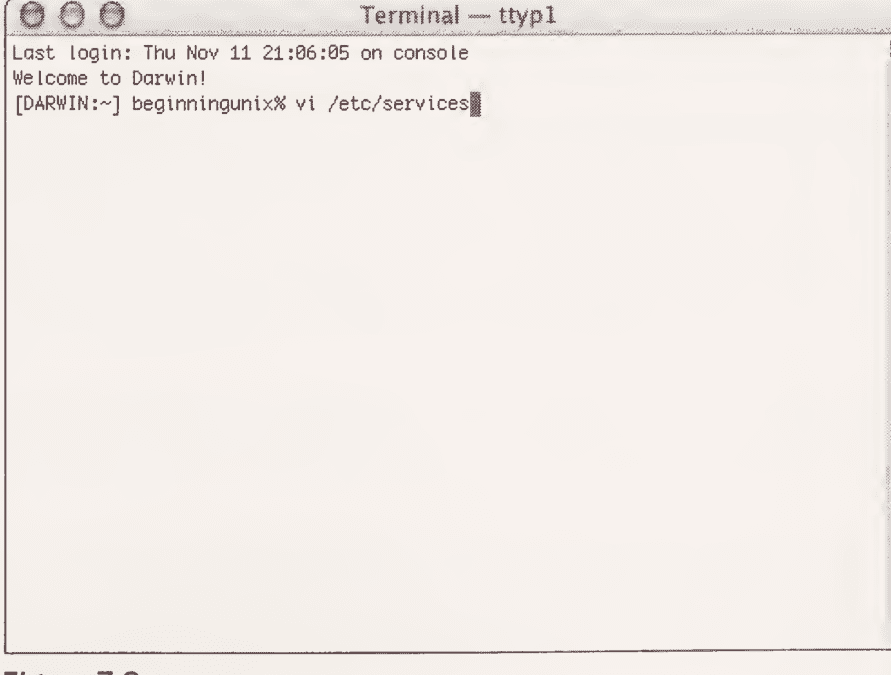 Terminal — ttyp1
Last login: Thu Nov 11 21:06:05 on console
Welcome to Darwin!
[DARWIN:~] beginningunix% vi /etc/services